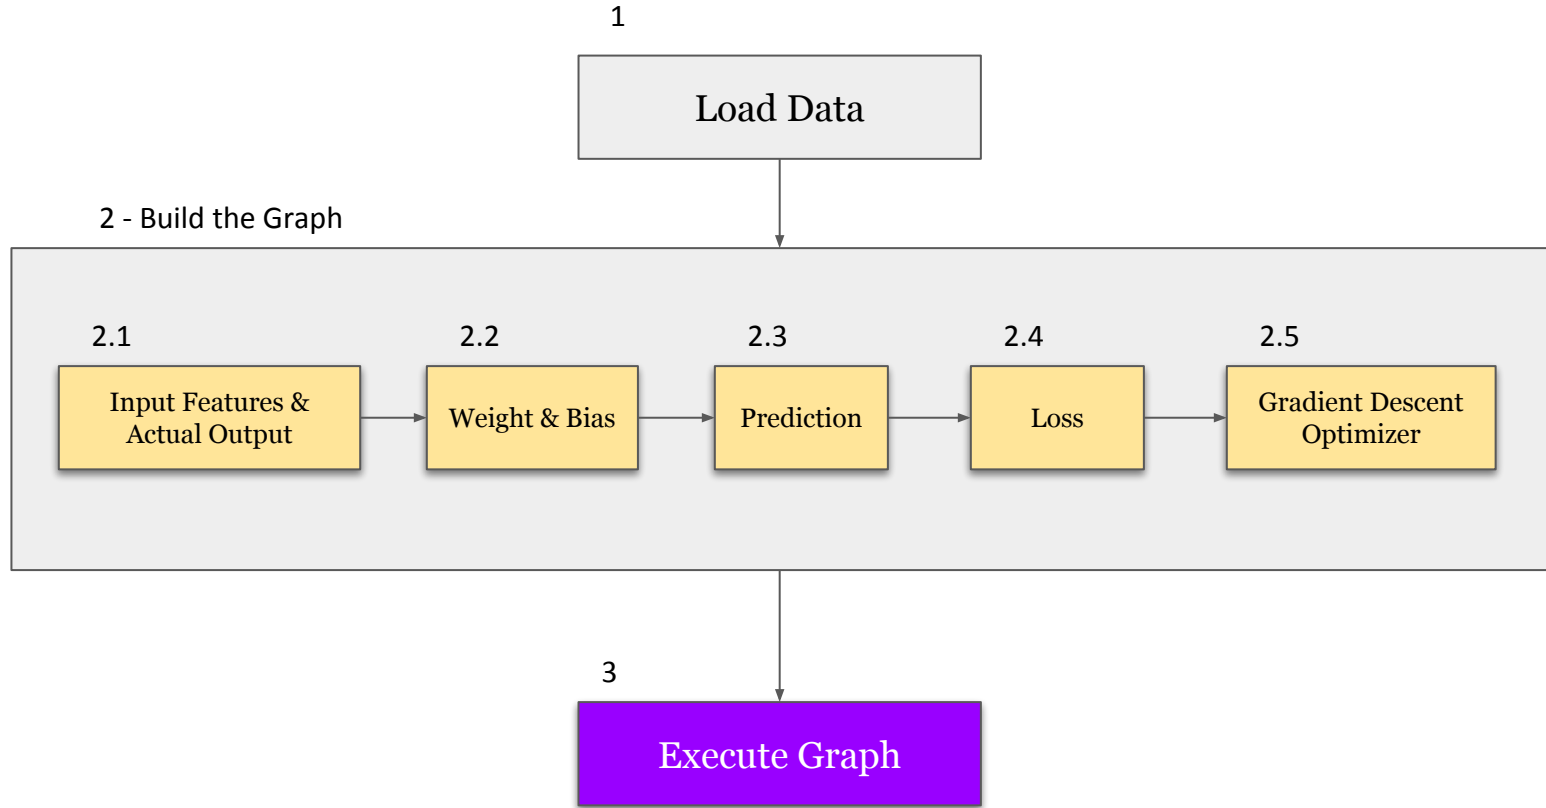 1
Load Data
2 - Build the Graph
2.1
Input Features &
Actual Output
2.2
Weight & Bias
2.3
Prediction
2.4
Loss
2.5
Gradient Descent
Optimizer
3
Execute Graph